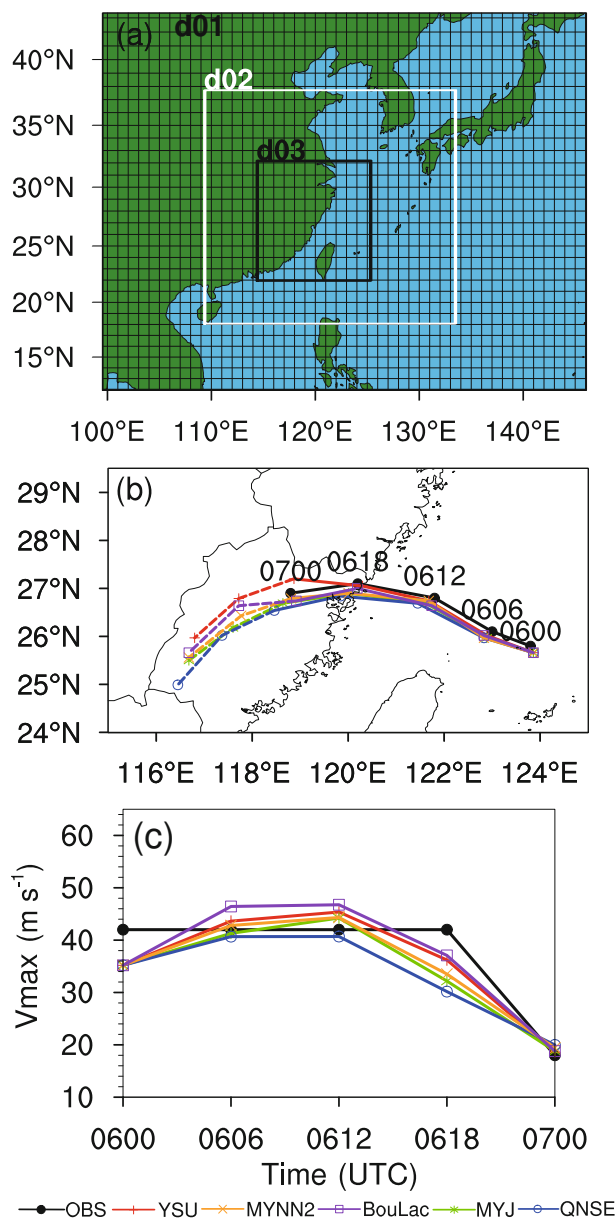 (a) d01
d02
d03
40°N
35°N
30°N
25°N
20°N
15°N
100°E 110°E 120°E 130°E 140°E
(b)
29°N
28°N
27°N
26°N
25°N
24°N
0700 0618 0612 0606 0600
116°E 118°E 120°E 122°E 124°E
(c)
Vmax (m s⁻¹)
60
50
40
30
20
10
0600 0606 0612 0618 0700
Time (UTC)
OBS YSU MYNN2 BouLac MYJ QNSE